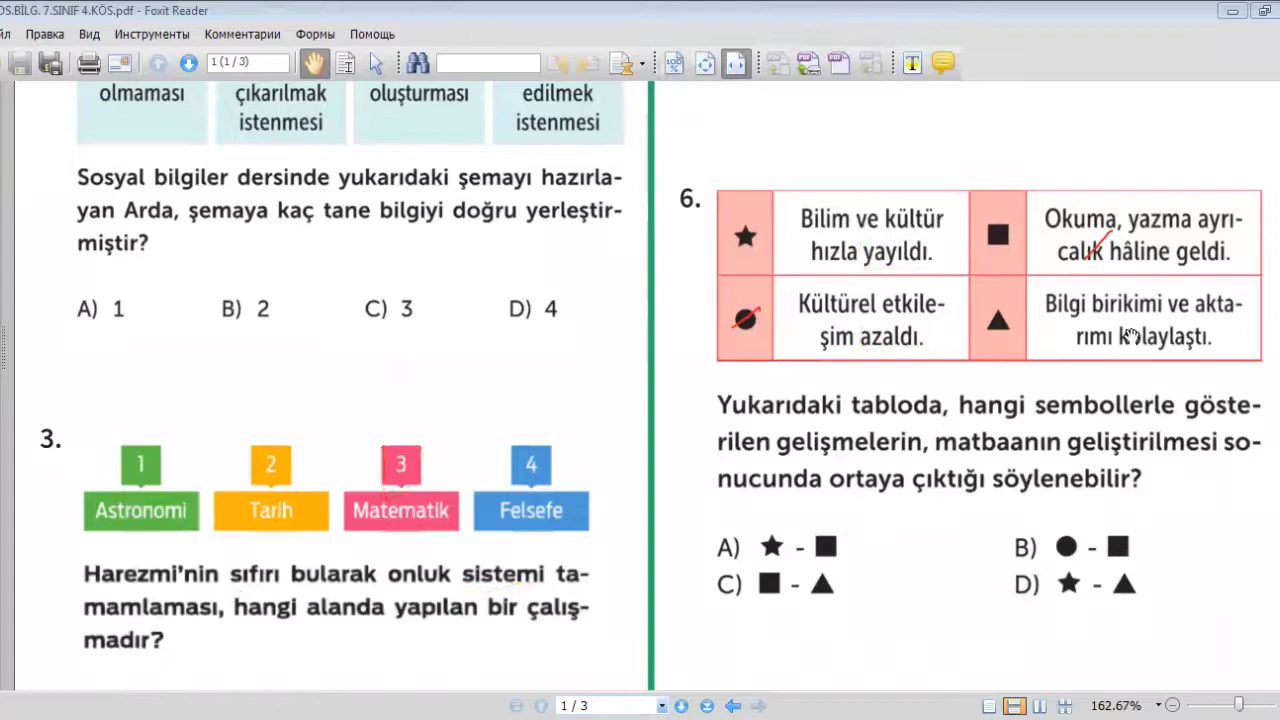 OS.BİLG. 7.SINIF 4.KÖS.pdf - Foxit Reader
йл Правка Вид Инструменты Комментарии Формы Помощь
1 (1 / 3)
olmaması
çıkarılmak
istenmesi
oluşturması
edilmek
istenmesi
Sosyal bilgiler dersinde yukarıdaki şemayı hazırla-
yan Arda, şemaya kaç tane bilgiyi doğru yerleştir-
miştir?
A) 1 B) 2 C) 3 D) 4
3.
1 2 3 4
Astronomi Tarih Matematik Felsefe
Harezmi'nin sıfırı bularak onluk sistemi ta-
mamlaması, hangi alanda yapılan bir çalış-
madır?
6.
Bilim ve kültür
hızla yayıldı.
Okuma, yazma ayrı-
calık hâline geldi.
Kültürel etkile-
şim azaldı.
Bilgi birikimi ve akta-
rımı kolaylaştı.
Yukarıdaki tabloda, hangi sembollerle göste-
rilen gelişmelerin, matbaanın geliştirilmesi so-
nucunda ortaya çıktığı söylenebilir?
A) ★ - ■ B) ● - ■
C) ■ - ▲ D) ★ - ▲
1 / 3
162.67%